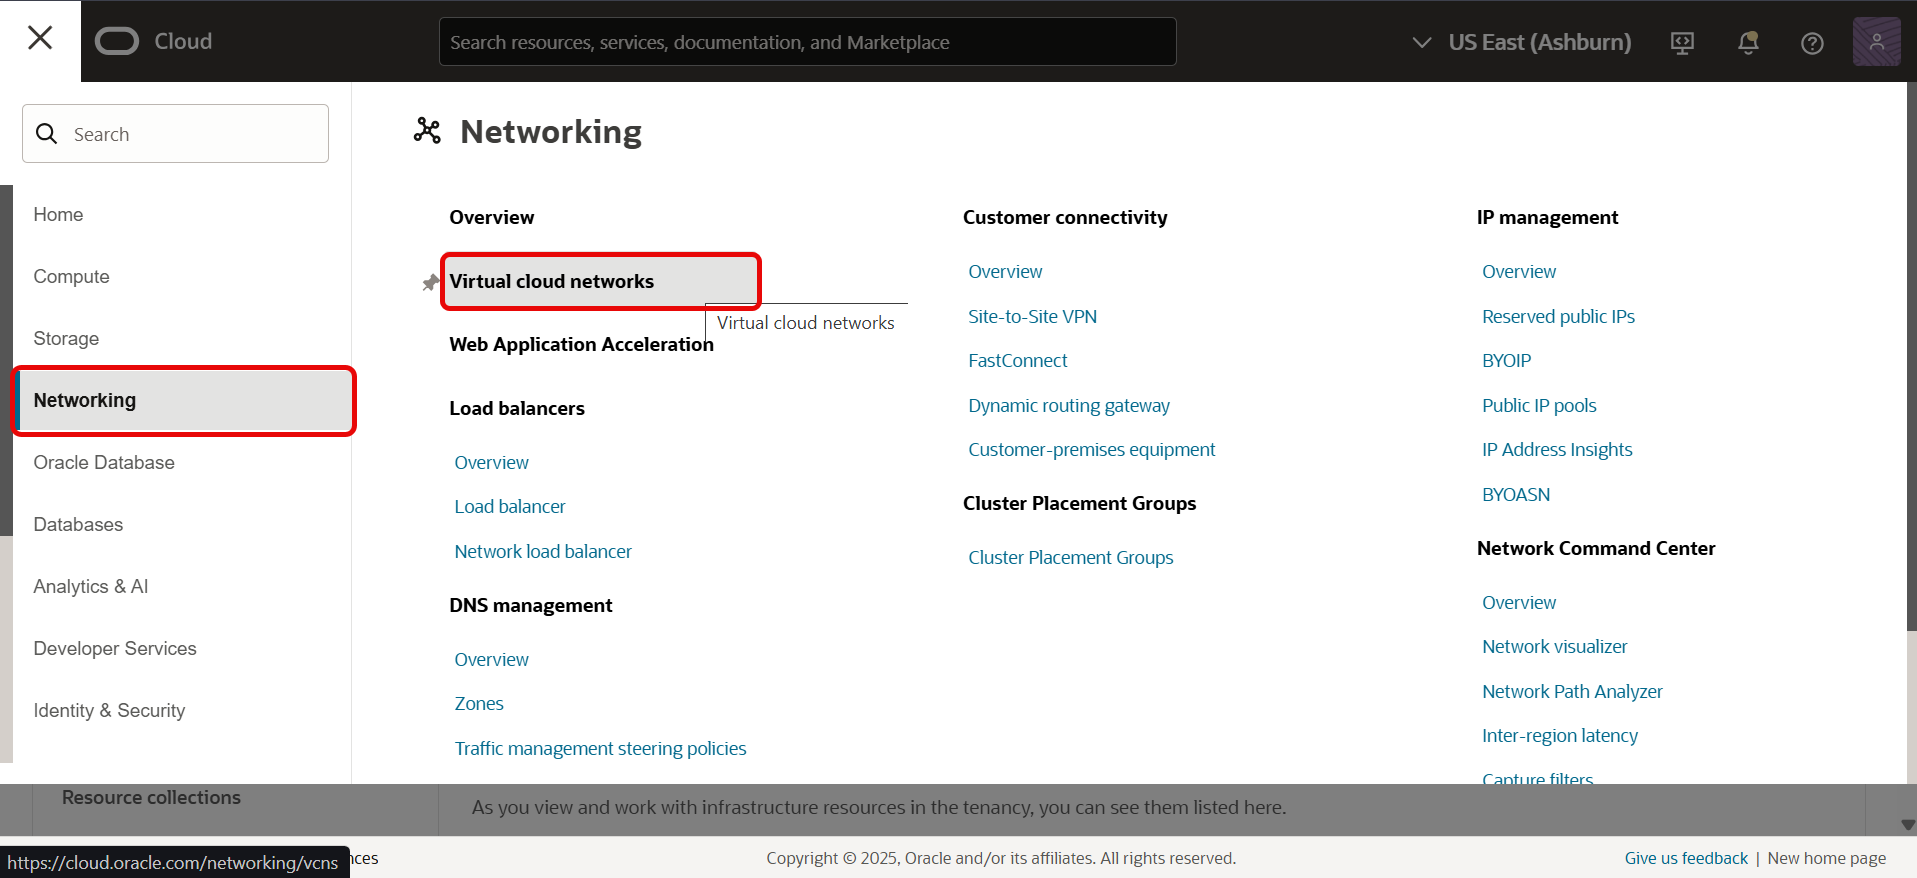 Cloud
Search resources, services, documentation, and Marketplace
US East (Ashburn)
Search
Home
Compute
Storage
Networking
Oracle Database
Databases
Analytics & AI
Developer Services
Identity & Security
Networking
Overview
Virtual cloud networks
Virtual cloud networks
Web Application Acceleration
Load balancers
Overview
Load balancer
Network load balancer
DNS management
Overview
Zones
Traffic management steering policies
Customer connectivity
Overview
Site-to-Site VPN
FastConnect
Dynamic routing gateway
Customer-premises equipment
Cluster Placement Groups
Cluster Placement Groups
IP management
Overview
Reserved public IPs
BYOIP
Public IP pools
IP Address Insights
BYOASN
Network Command Center
Overview
Network visualizer
Network Path Analyzer
Inter-region latency
Capture filters
Resource collections
As you view and work with infrastructure resources in the tenancy, you can see them listed here.
https://cloud.oracle.com/networking/vcns
Copyright © 2025, Oracle and/or its affiliates. All rights reserved.
Give us feedback | New home page